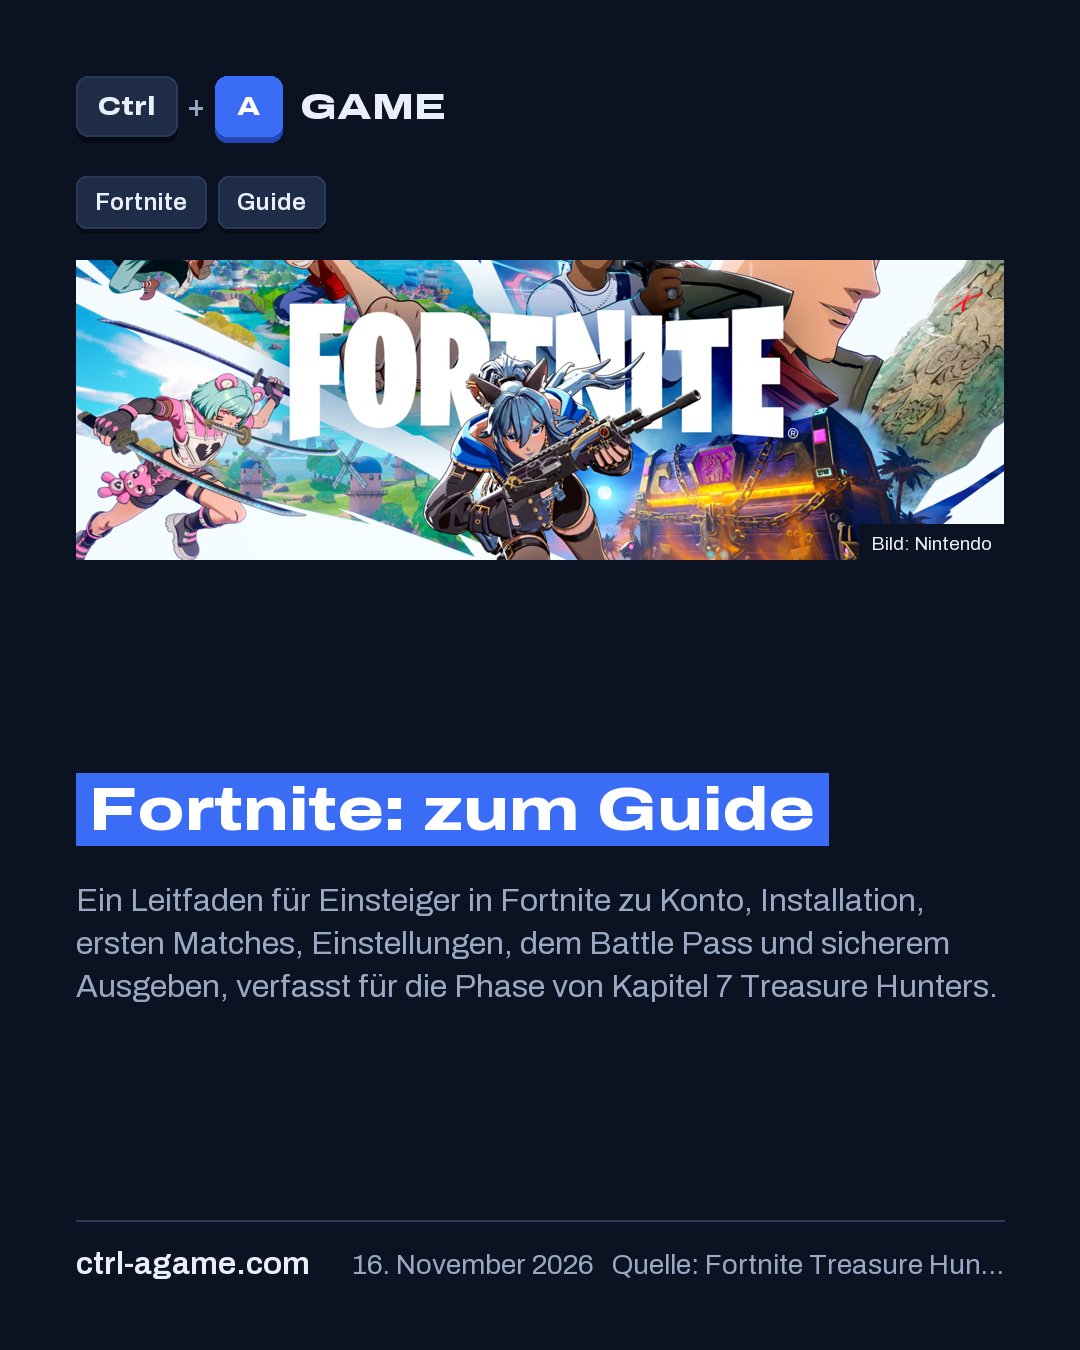 Ctrl + A GAME
Fortnite Guide
FORTNITE ®
Bild: Nintendo
Fortnite: zum Guide
Ein Leitfaden für Einsteiger in Fortnite zu Konto, Installation,
ersten Matches, Einstellungen, dem Battle Pass und sicherem
Ausgeben, verfasst für die Phase von Kapitel 7 Treasure Hunters.
ctrl-agame.com 16. November 2026 Quelle: Fortnite Treasure Hun...